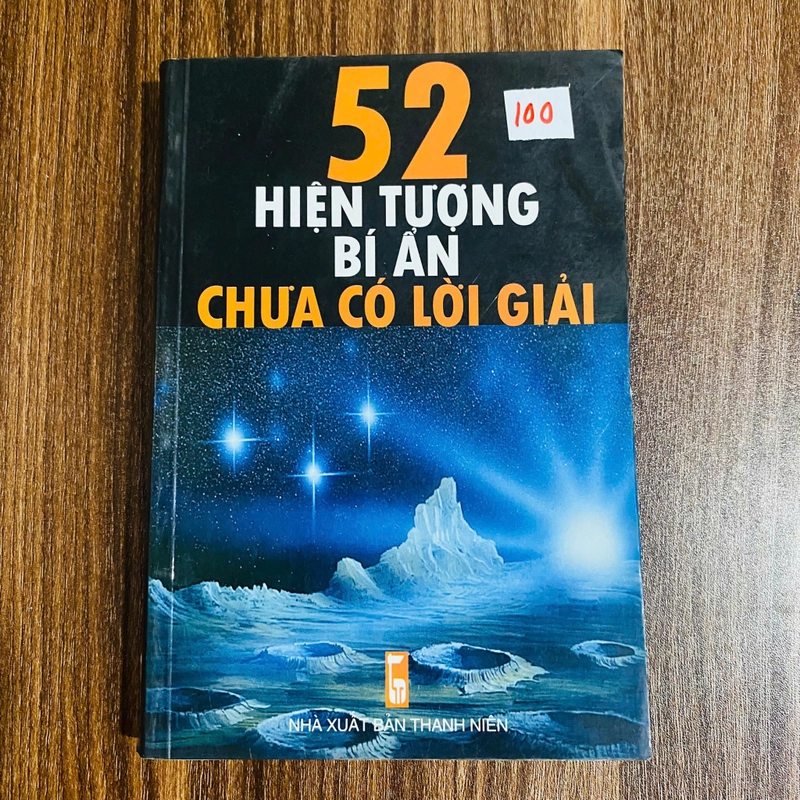 52
100
HIỆN TƯỢNG
BÍ ẨN
CHƯA CÓ LỜI GIẢI
NHÀ XUẤT BẢN THANH NIÊN